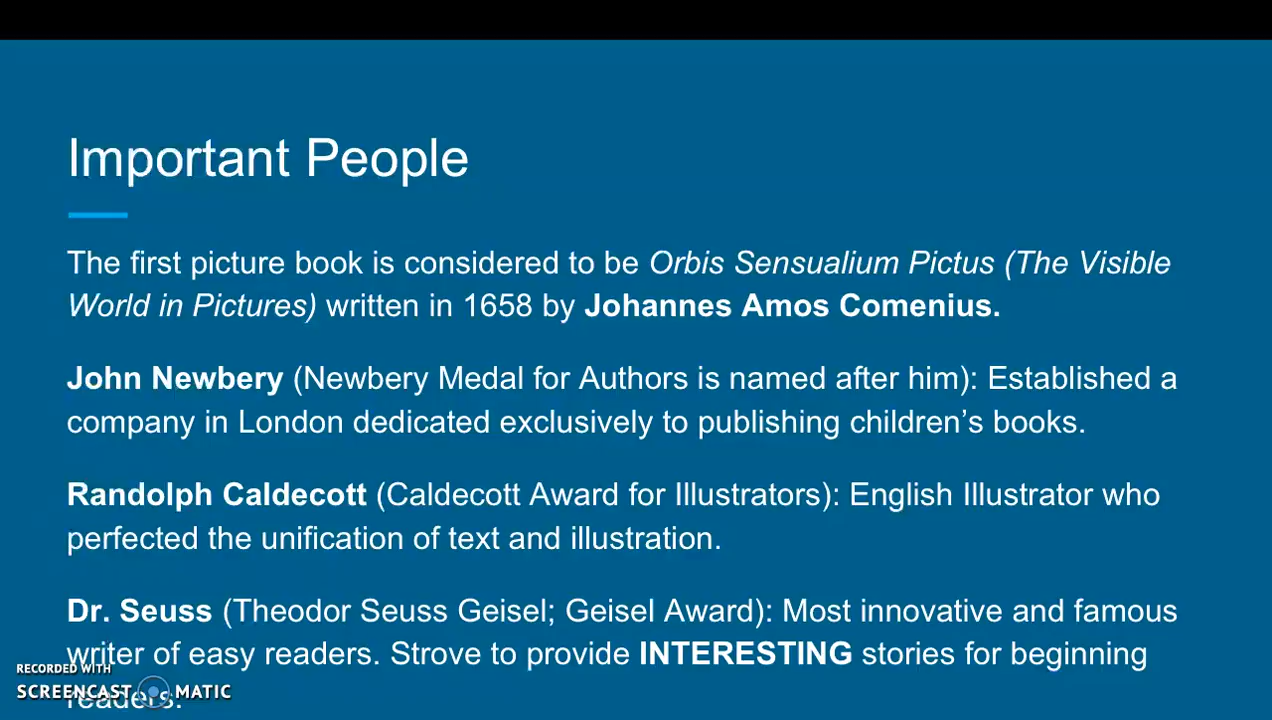 Important People
The first picture book is considered to be Orbis Sensualium Pictus (The Visible
World in Pictures) written in 1658 by Johannes Amos Comenius.
John Newbery (Newbery Medal for Authors is named after him): Established a
company in London dedicated exclusively to publishing children’s books.
Randolph Caldecott (Caldecott Award for Illustrators): English Illustrator who
perfected the unification of text and illustration.
Dr. Seuss (Theodor Seuss Geisel; Geisel Award): Most innovative and famous
writer of easy readers. Strove to provide INTERESTING stories for beginning
readers.
RECORDED WITH
SCREENCAST MATIC